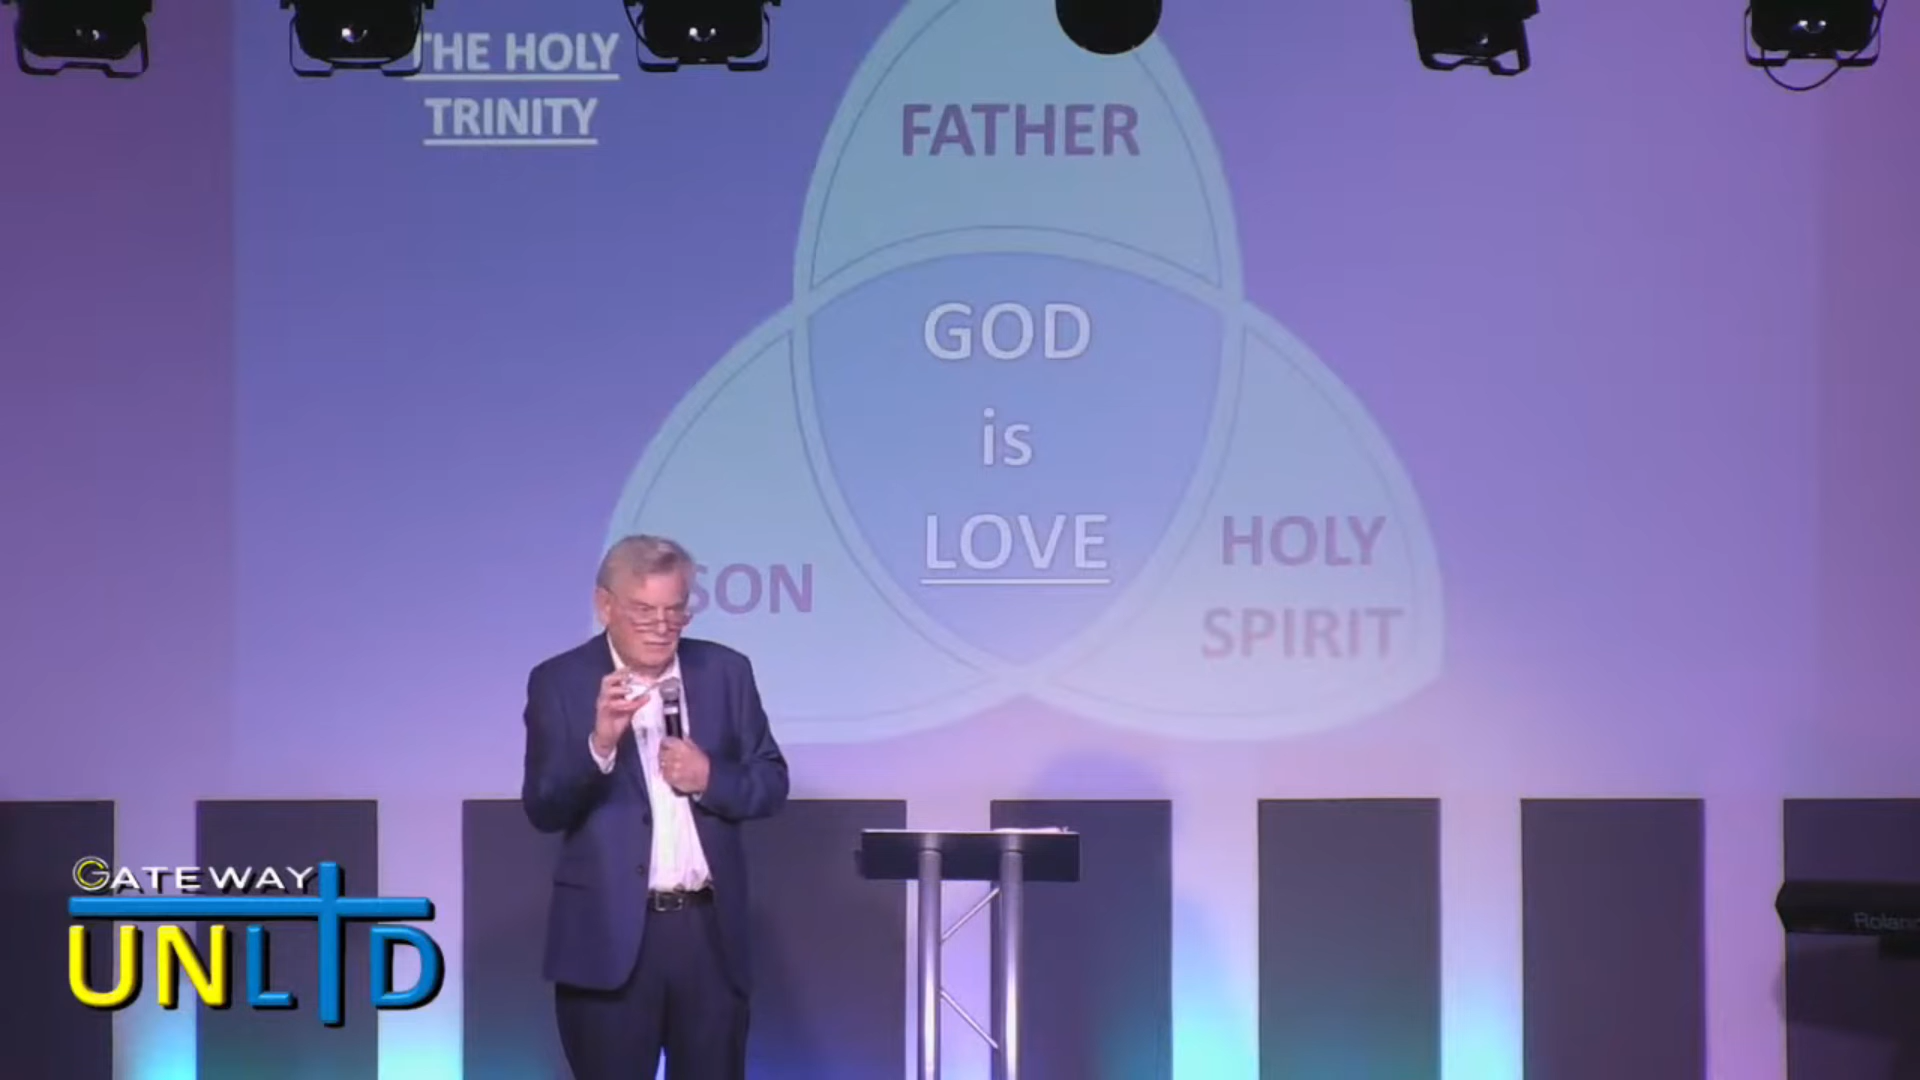 THE HOLY
TRINITY
FATHER
GOD
is
LOVE
SON
HOLY
SPIRIT
GATEWAY
UNLTD
Roland